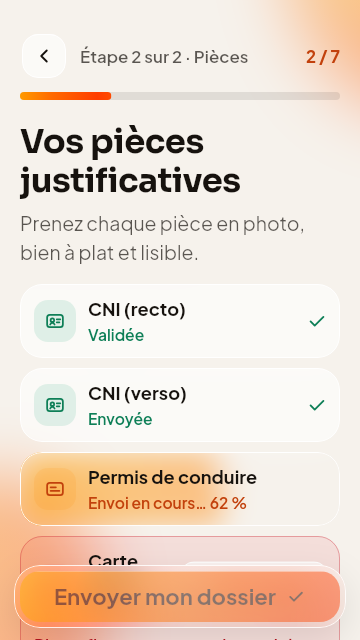 Étape 2 sur 2 · Pièces
2 / 7
Vos pièces
justificatives
Prenez chaque pièce en photo,
bien à plat et lisible.
CNI (recto)
Validée
CNI (verso)
Envoyée
Permis de conduire
Envoi en cours… 62 %
Carte
Envoyer mon dossier